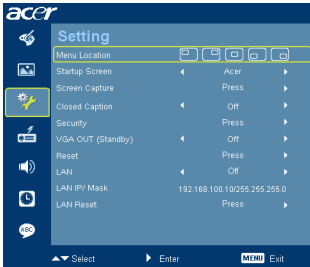 acer
Setting
Menu Location
Startup Screen Acer
Screen Capture Press
Closed Caption Off
Security Press
VGA OUT (Standby) Off
Reset Press
LAN Off
LAN IP/ Mask 192.168.100.10/255.255.255.0
LAN Reset Press
ABC
Select Enter MENU Exit